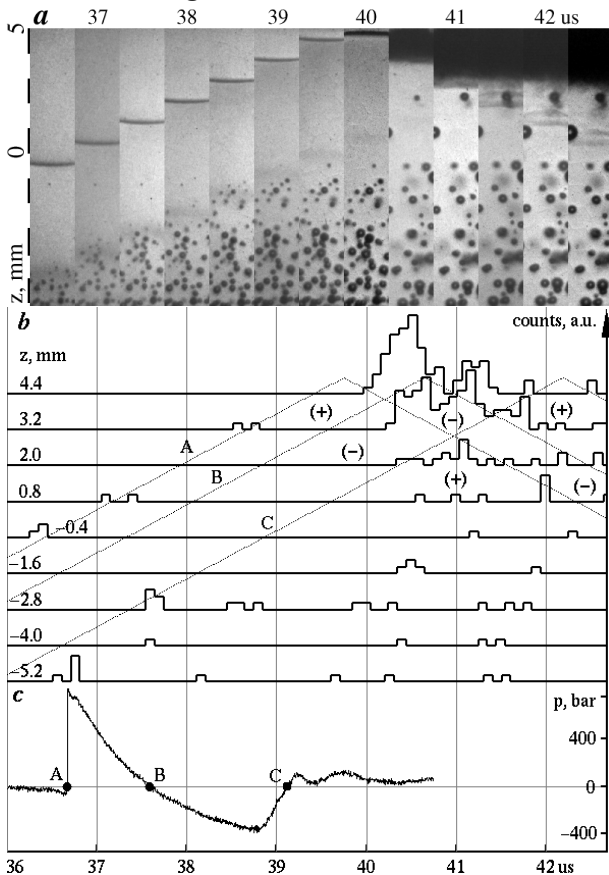 a 37 38 39 40 41 42 us
5
0
z, mm
b counts, a.u.
z, mm
4.4
(+) (−) (+)
3.2
A (−)
2.0
B (+) (−)
0.8
C
−0.4
−1.6
−2.8
−4.0
−5.2
c p, bar
400
A B C 0
−400
36 37 38 39 40 41 42 us